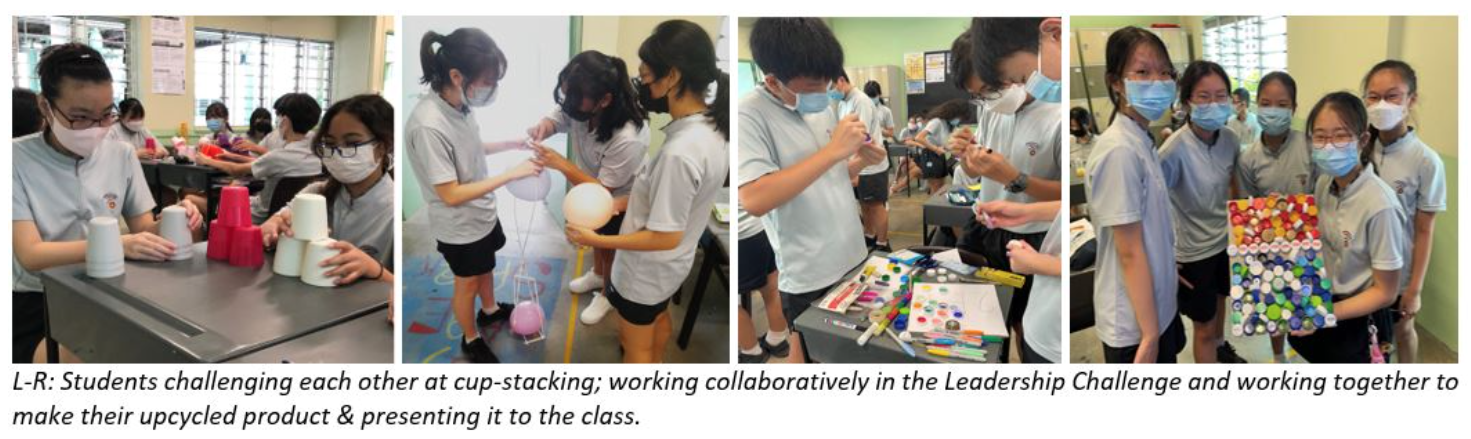 L-R: Students challenging each other at cup-stacking; working collaboratively in the Leadership Challenge and working together to
make their upcycled product & presenting it to the class.